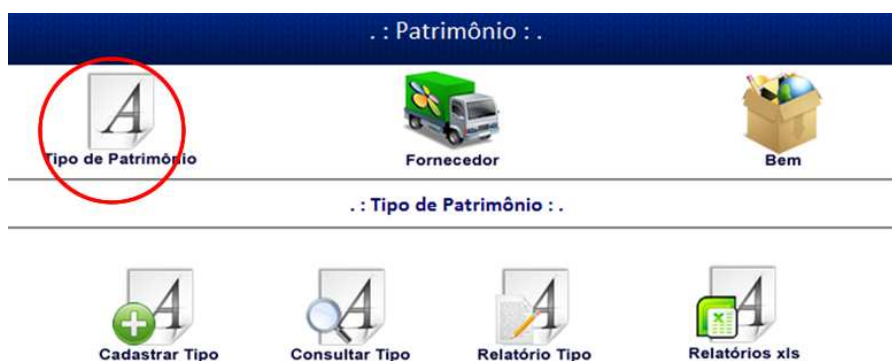 . : Patrimônio : .
Tipo de Patrimônio
Fornecedor
Bem
. : Tipo de Patrimônio : .
Cadastrar Tipo
Consultar Tipo
Relatório Tipo
Relatórios xls